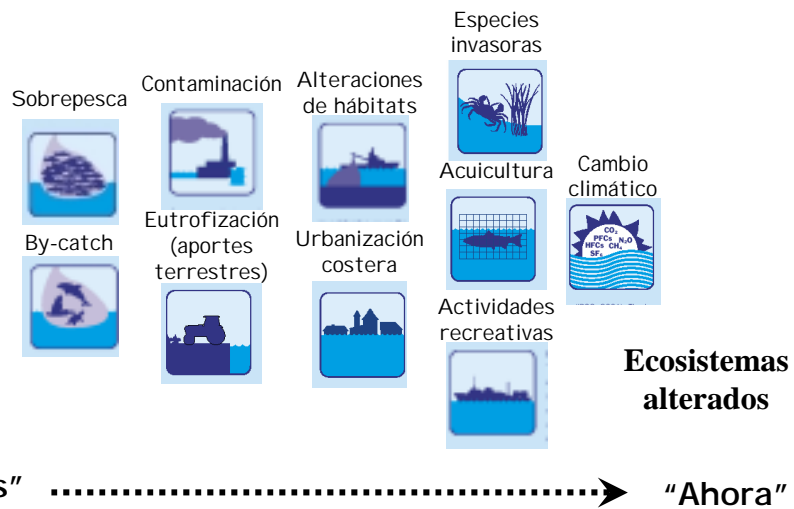 Especies
invasoras
Sobrepesca
Contaminación
Alteraciones
de hábitats
Acuicultura
Cambio
climático
CO₂
PFCs N₂O
HFCs CH₄
SF₆
By-catch
Eutrofización
(aportes
terrestres)
Urbanización
costera
Actividades
recreativas
Ecosistemas
alterados
s"
"Ahora"